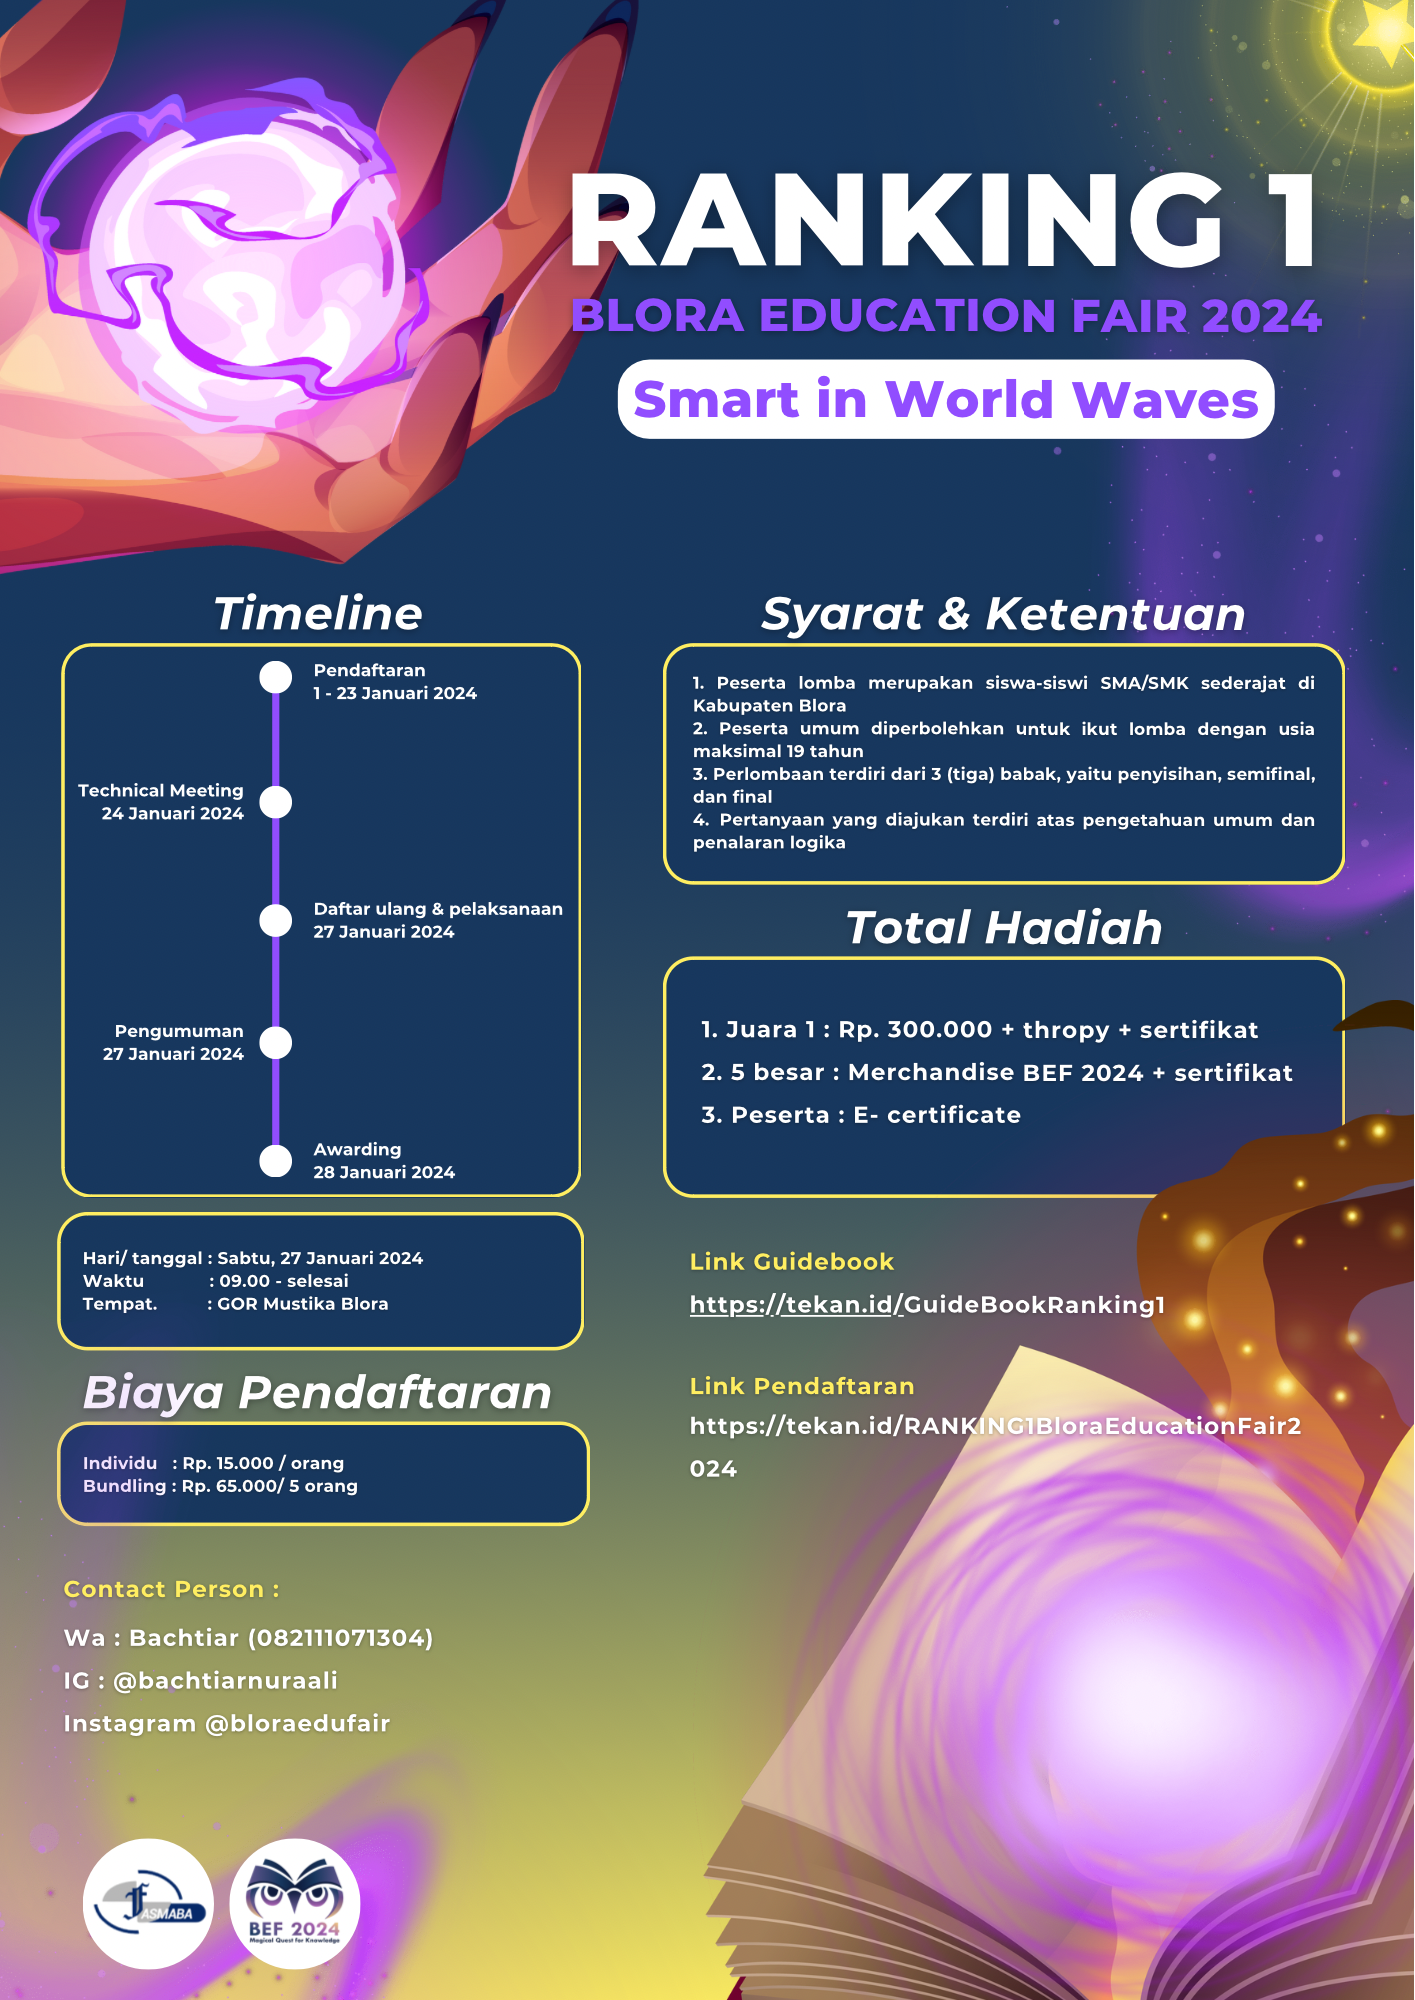 RANKING 1
BLORA EDUCATION FAIR 2024
Smart in World Waves
Timeline
Pendaftaran
1 - 23 Januari 2024
Technical Meeting
24 Januari 2024
Daftar ulang & pelaksanaan
27 Januari 2024
Pengumuman
27 Januari 2024
Awarding
28 Januari 2024
Hari/ tanggal : Sabtu, 27 Januari 2024
Waktu : 09.00 - selesai
Tempat. : GOR Mustika Blora
Biaya Pendaftaran
Individu : Rp. 15.000 / orang
Bundling : Rp. 65.000/ 5 orang
Contact Person :
Wa : Bachtiar (082111071304)
IG : @bachtiarnuraali
Instagram @bloraedufair
Syarat & Ketentuan
1. Peserta lomba merupakan siswa-siswi SMA/SMK sederajat di
Kabupaten Blora
2. Peserta umum diperbolehkan untuk ikut lomba dengan usia
maksimal 19 tahun
3. Perlombaan terdiri dari 3 (tiga) babak, yaitu penyisihan, semifinal,
dan final
4. Pertanyaan yang diajukan terdiri atas pengetahuan umum dan
penalaran logika
Total Hadiah
1. Juara 1 : Rp. 300.000 + thropy + sertifikat
2. 5 besar : Merchandise BEF 2024 + sertifikat
3. Peserta : E- certificate
Link Guidebook
https://tekan.id/GuideBookRanking1
Link Pendaftaran
https://tekan.id/RANKING1BloraEducationFair2
024
FASMABA
BEF 2024
Magical Quest for Knowledge